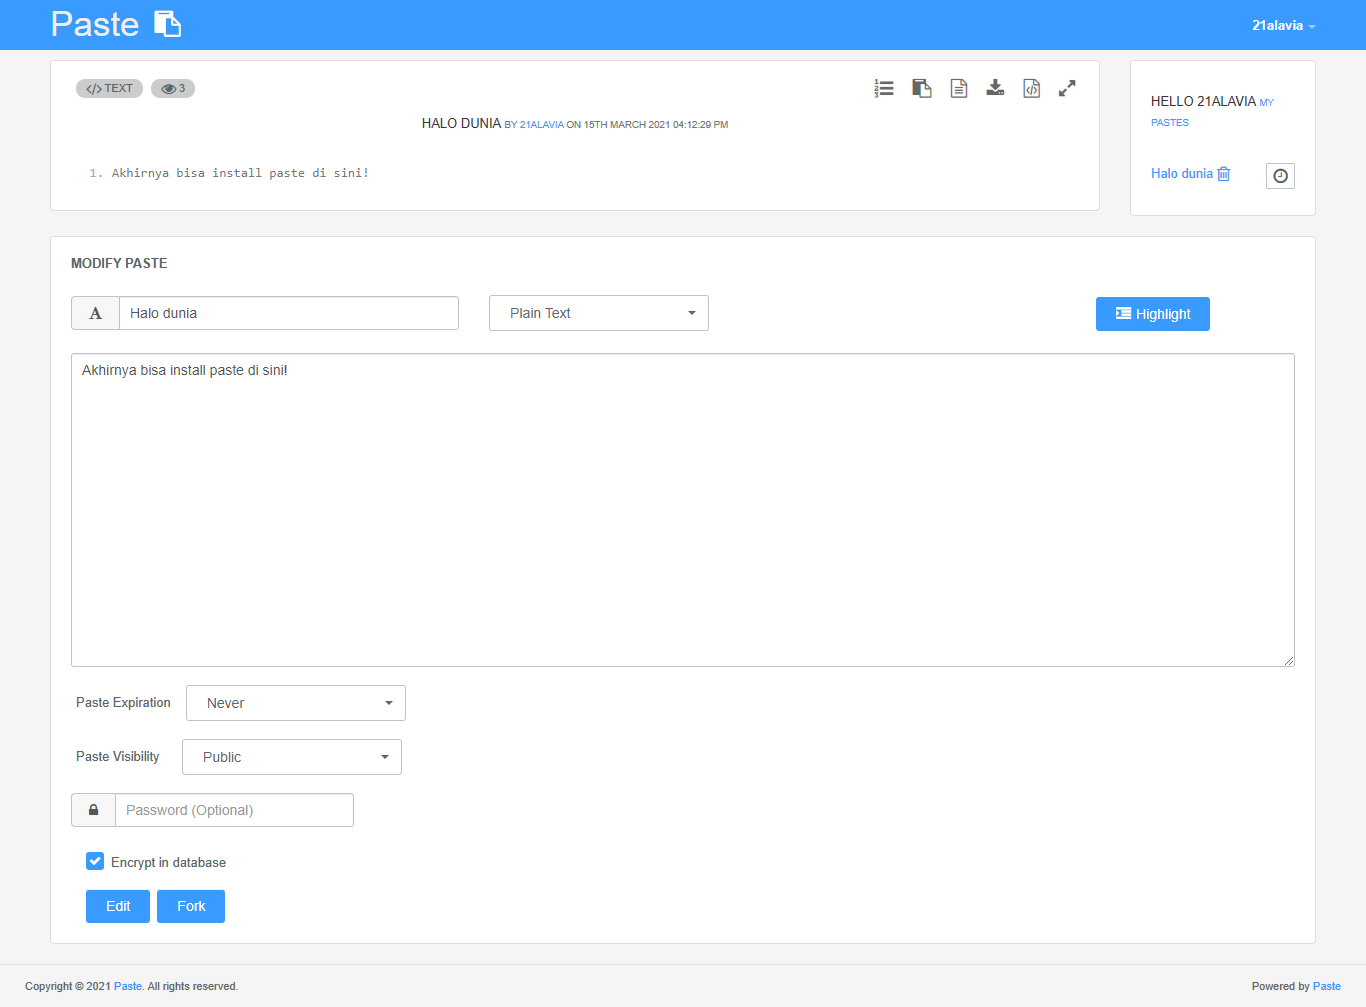 Paste
21alavia
TEXT
3
HALO DUNIA BY 21ALAVIA ON 15TH MARCH 2021 04:12:29 PM
1. Akhirnya bisa install paste di sini!
HELLO 21ALAVIA MY
PASTES
Halo dunia
MODIFY PASTE
A
Halo dunia
Plain Text
Highlight
Akhirnya bisa install paste di sini!
Paste Expiration
Never
Paste Visibility
Public
Password (Optional)
Encrypt in database
Edit
Fork
Copyright © 2021 Paste. All rights reserved.
Powered by Paste